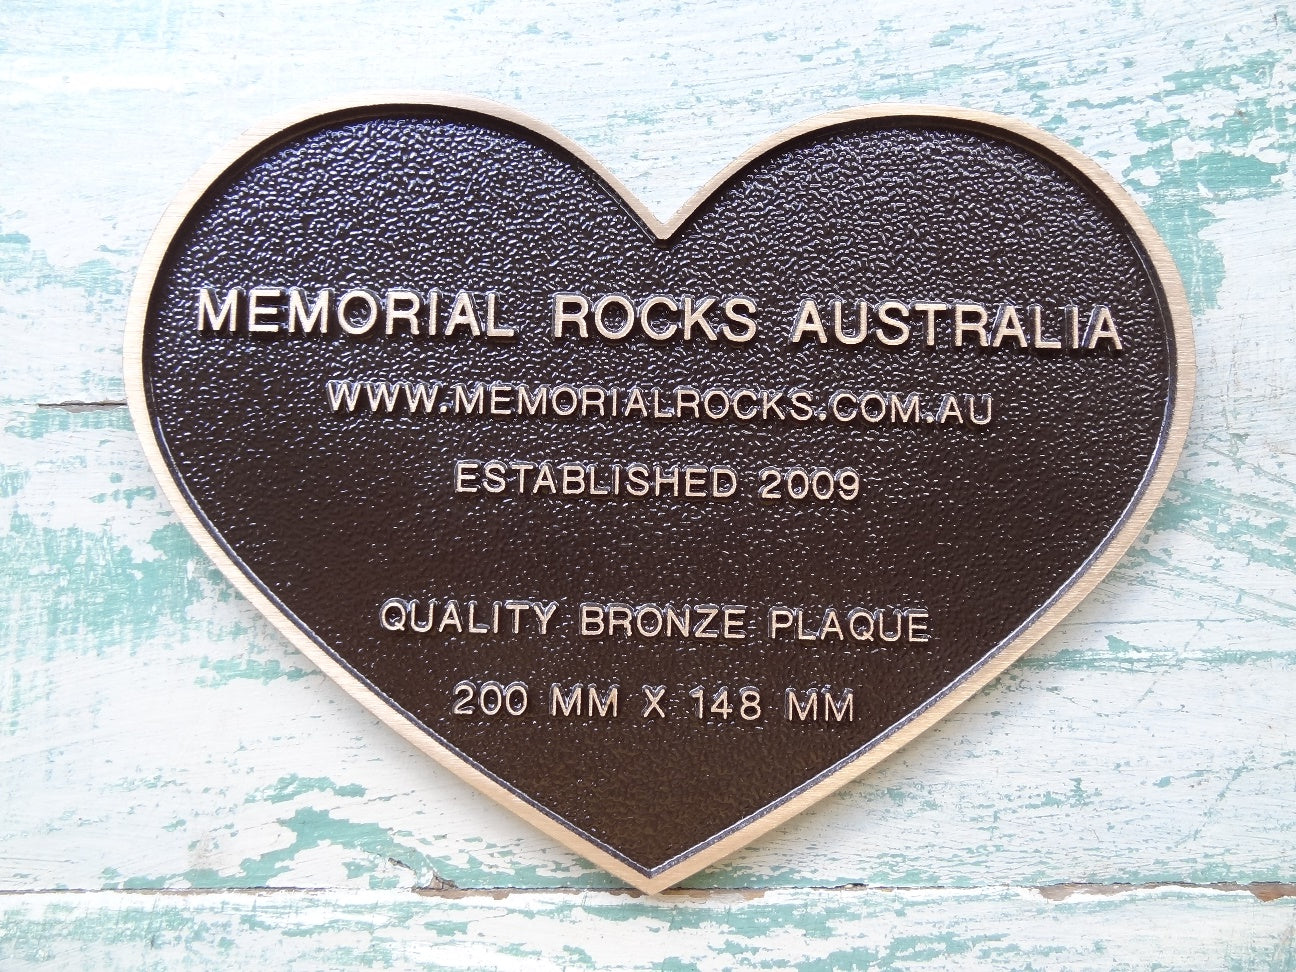 MEMORIAL ROCKS AUSTRALIA
WWW.MEMORIALROCKS.COM.AU
ESTABLISHED 2009
QUALITY BRONZE PLAQUE
200 MM X 148 MM